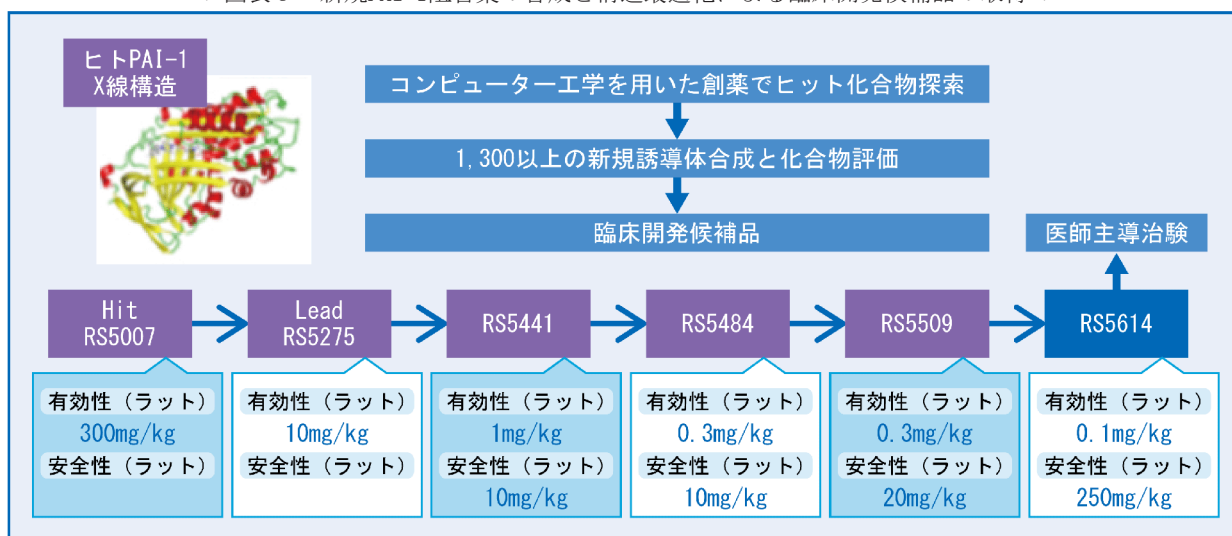 ヒトPAI-1
X線構造
コンピューター工学を用いた創薬でヒット化合物探索
1,300以上の新規誘導体合成と化合物評価
臨床開発候補品
医師主導治験
Hit
RS5007
Lead
RS5275
RS5441
RS5484
RS5509
RS5614
有効性（ラット）
300mg/kg
安全性（ラット）
有効性（ラット）
10mg/kg
安全性（ラット）
有効性（ラット）
1mg/kg
安全性（ラット）
10mg/kg
有効性（ラット）
0.3mg/kg
安全性（ラット）
10mg/kg
有効性（ラット）
0.3mg/kg
安全性（ラット）
20mg/kg
有効性（ラット）
0.1mg/kg
安全性（ラット）
250mg/kg